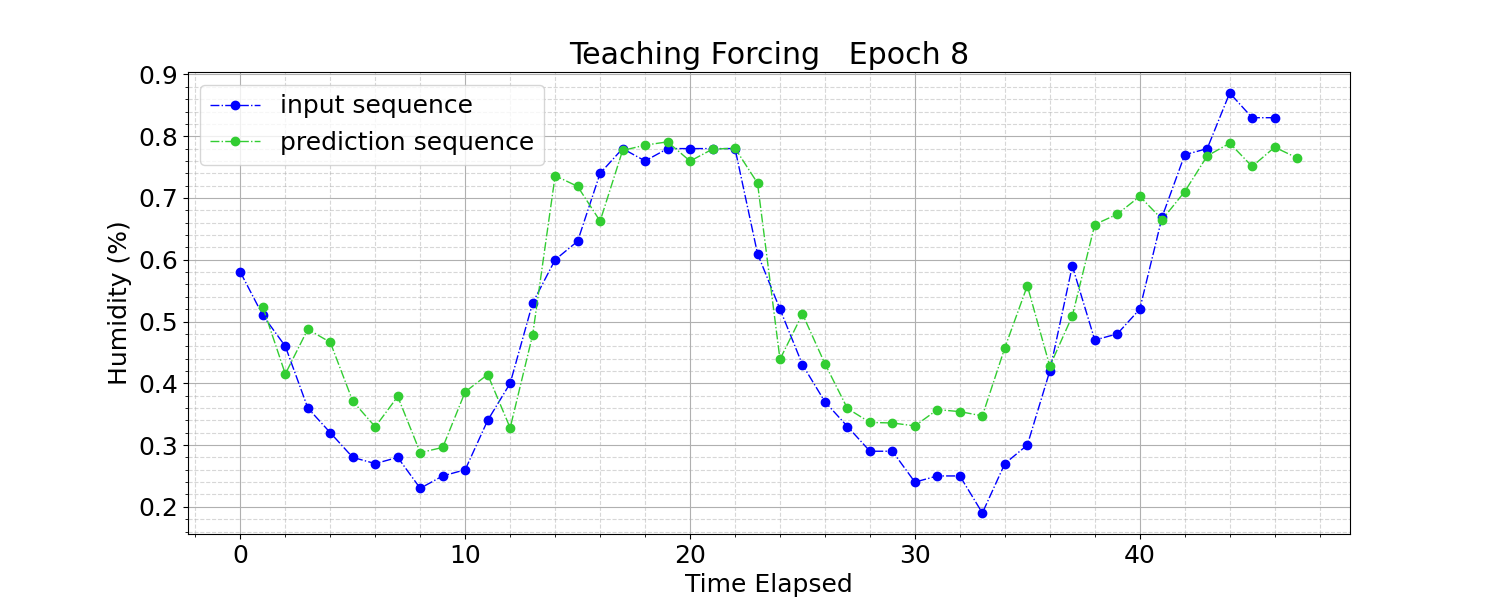 Teaching Forcing   Epoch 8
input sequence
prediction sequence
Humidity (%)
0.9
0.8
0.7
0.6
0.5
0.4
0.3
0.2
0 10 20 30 40
Time Elapsed